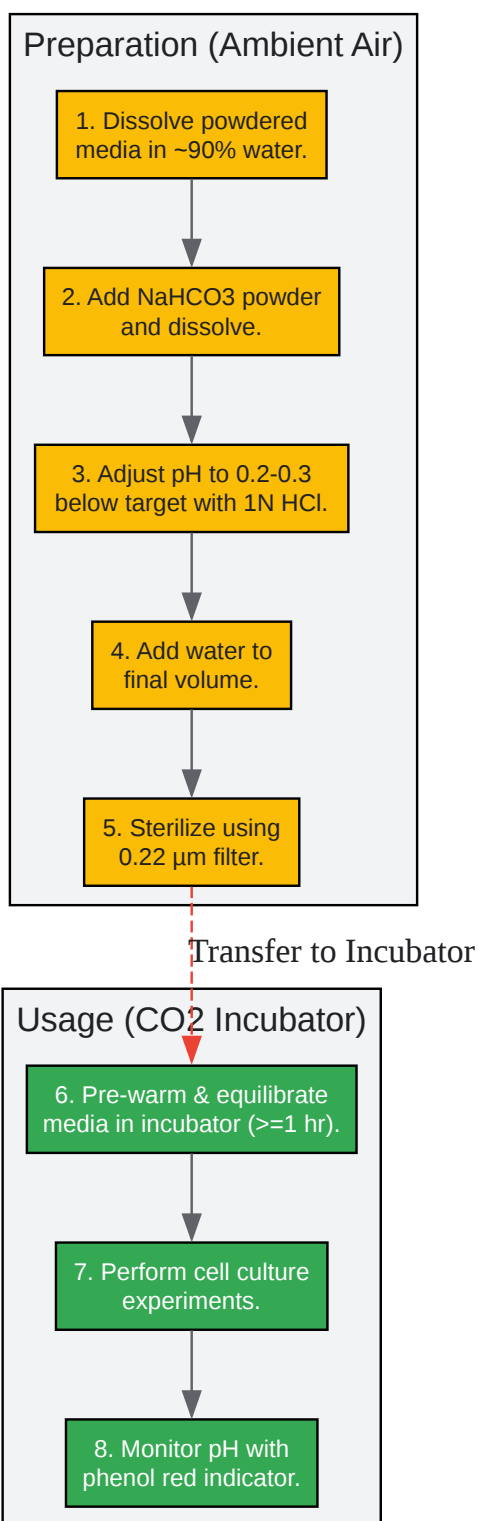 Preparation (Ambient Air)
1. Dissolve powdered
media in ~90% water.
2. Add NaHCO3 powder
and dissolve.
3. Adjust pH to 0.2-0.3
below target with 1N HCl.
4. Add water to
final volume.
5. Sterilize using
0.22 µm filter.
Transfer to Incubator
Usage (CO2 Incubator)
6. Pre-warm & equilibrate
media in incubator (>=1 hr).
7. Perform cell culture
experiments.
8. Monitor pH with
phenol red indicator.